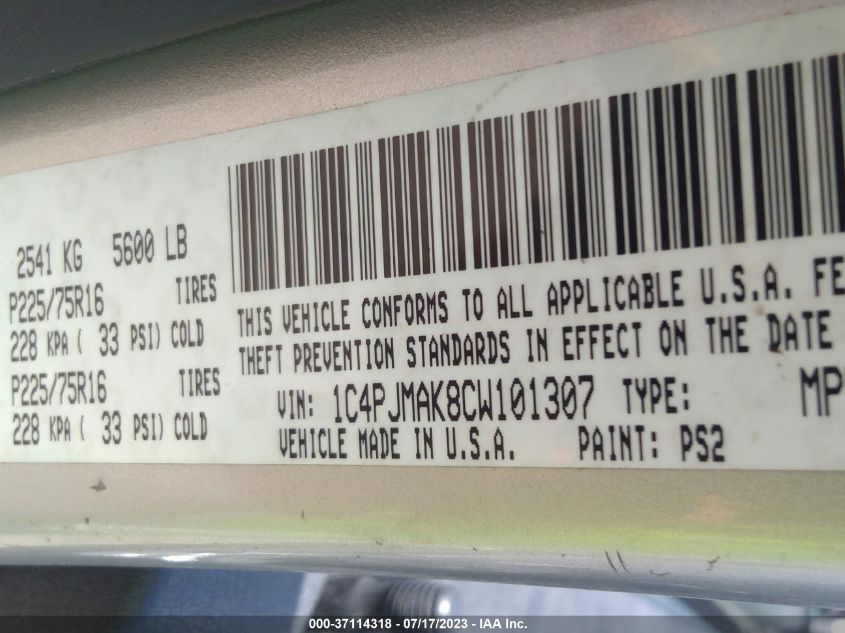 2541 KG 5600 LB
P225/75R16 TIRES
228 KPA ( 33 PSI) COLD
P225/75R16 TIRES
228 KPA ( 33 PSI) COLD
THIS VEHICLE CONFORMS TO ALL APPLICABLE U.S.A. FE
THEFT PREVENTION STANDARDS IN EFFECT ON THE DATE
VIN: 1C4PJMAK8CW101307 TYPE: MP
VEHICLE MADE IN U.S.A. PAINT: PS2
000-37114318 - 07/17/2023 - IAA Inc.